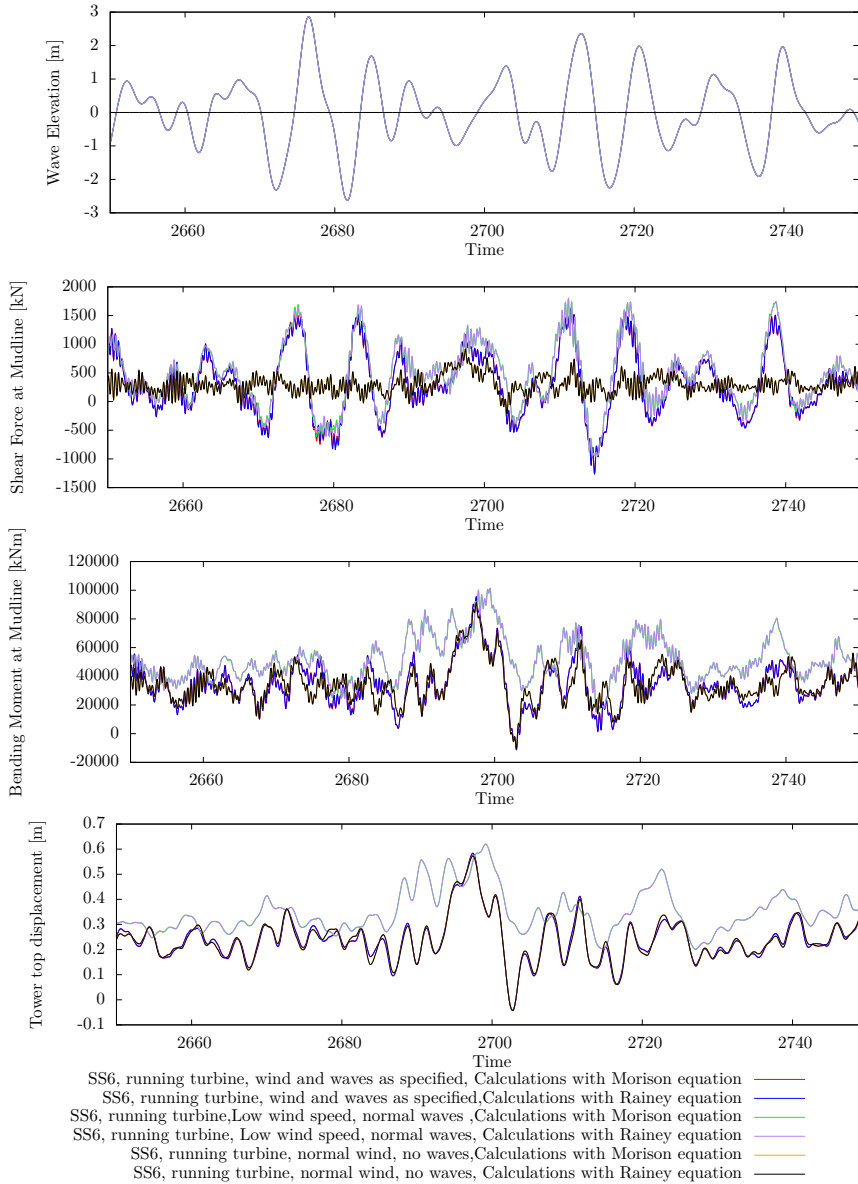 3
2
1
0
-1
-2
-3
Wave Elevation [m]
2660 2680 2700 2720 2740
Time
2000
1500
1000
500
0
-500
-1000
-1500
Shear Force at Mudline [kN]
2660 2680 2700 2720 2740
Time
120000
100000
80000
60000
40000
20000
0
-20000
Bending Moment at Mudline [kNm]
2660 2680 2700 2720 2740
Time
0.7
0.6
0.5
0.4
0.3
0.2
0.1
0
-0.1
Tower top displacement [m]
2660 2680 2700 2720 2740
Time
SS6, running turbine, wind and waves as specified, Calculations with Morison equation
SS6, running turbine, wind and waves as specified,Calculations with Rainey equation
SS6, running turbine,Low wind speed, normal waves ,Calculations with Morison equation
SS6, running turbine, Low wind speed, normal waves, Calculations with Rainey equation
SS6, running turbine, normal wind, no waves,Calculations with Morison equation
SS6, running turbine, normal wind, no waves, Calculations with Rainey equation